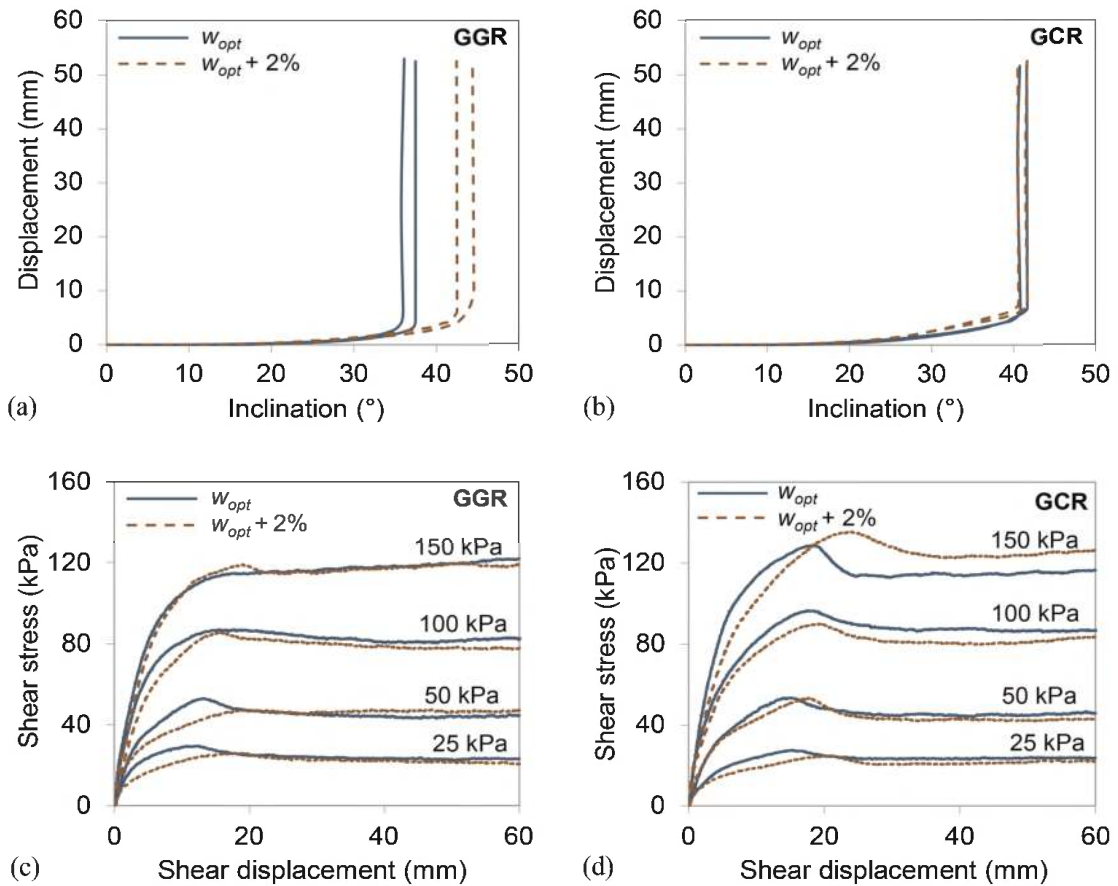 60
50
40
30
20
10
0
Displacement (mm)
w_opt
w_opt + 2%
GGR
0 10 20 30 40 50
Inclination (°)
(a)
60
50
40
30
20
10
0
Displacement (mm)
w_opt
w_opt + 2%
GCR
0 10 20 30 40 50
Inclination (°)
(b)
160
120
80
40
0
Shear stress (kPa)
w_opt
w_opt + 2%
GGR
150 kPa
100 kPa
50 kPa
25 kPa
0 20 40 60
Shear displacement (mm)
(c)
160
120
80
40
0
Shear stress (kPa)
w_opt
w_opt + 2%
GCR
150 kPa
100 kPa
50 kPa
25 kPa
0 20 40 60
Shear displacement (mm)
(d)